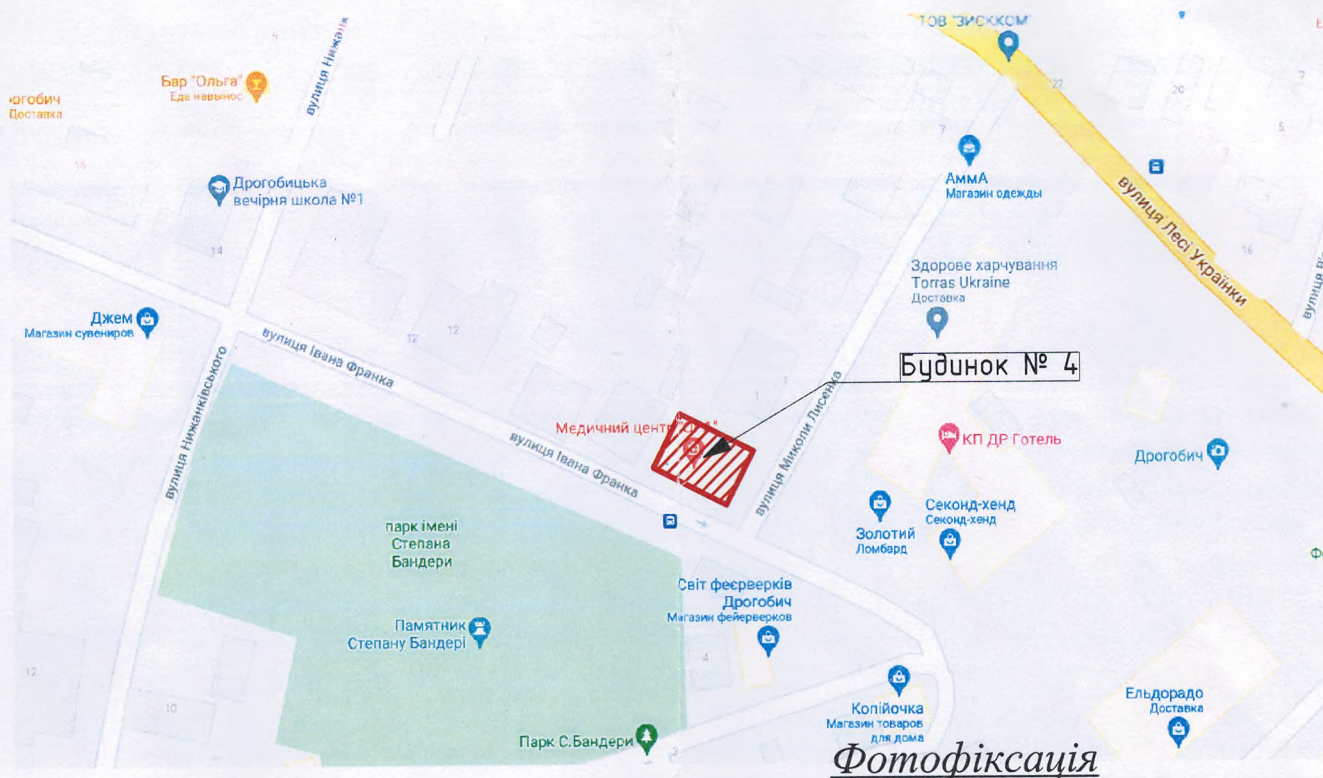 ТОВ "ЗИСККОМ"
22
20
7
5
Бар "Ольга"
Еда навынос
огобич
Доставка
вулиця Нижан
16
7
Дрогобицька
вечірня школа №1
14
АммА
Магазин одежды
вулиця Лесі Українки
16
Здорове харчування
Torras Ukraine
Доставка
Джем
Магазин сувениров
вулиця Івана Франка
12
12
вулиця Нижанківського
Будинок № 4
1
вулиця Миколи Лисенка
Медичний центр
вулиця Івана Франка
КП ДР Готель
Дрогобич
Секонд-хенд
Секонд-хенд
Золотий
Ломбард
парк імені
Степана
Бандери
Світ феєрверків
Дрогобич
Магазин фейерверков
Памятник
Степану Бандері
4
12
10
Копійочка
Магазин товаров
для дома
Ельдорадо
Доставка
Парк С.Бандери
3
Фотофіксація